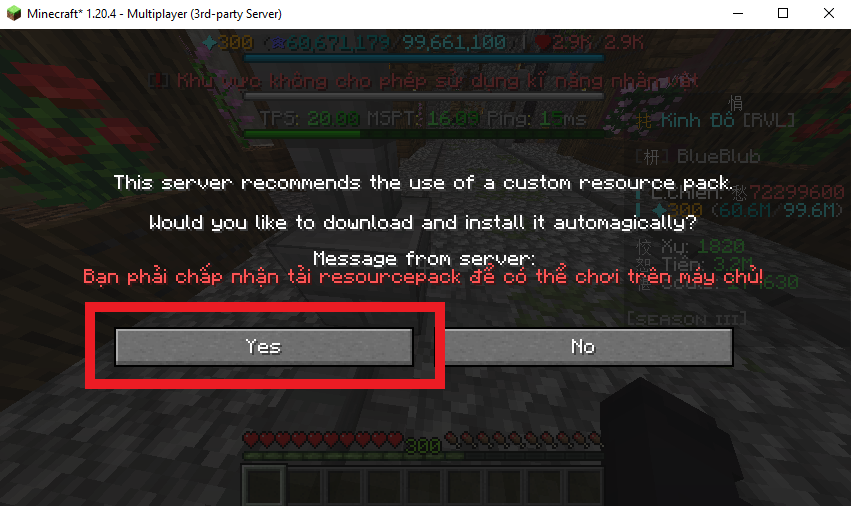 Minecraft* 1.20.4 - Multiplayer (3rd-party Server)
300 60,671,179/99,661,100 2.9K/2.9K
Khu vực không cho phép sử dụng kĩ năng nhân vật
TPS: 20.00 MSPT: 16.09 Ping: 15ms
Kinh Đô [RVL]
BlueBlub
This server recommends the use of a custom resource pack.
L.Chiến: 72299600
Would you like to download and install it automagically?
300 (60.6M/99.6M)
Xu: 1820
Message from server:
Tiền: 3.2M
Bạn phải chấp nhận tải resourcepack để có thể chơi trên máy chủ!
[SEASON III]
Yes
No
300